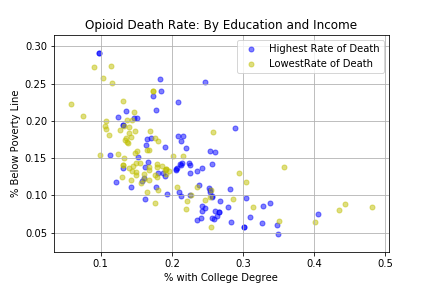 Opioid Death Rate: By Education and Income
Highest Rate of Death
LowestRate of Death
% Below Poverty Line
0.30
0.25
0.20
0.15
0.10
0.05
0.1
0.2
0.3
0.4
0.5
% with College Degree